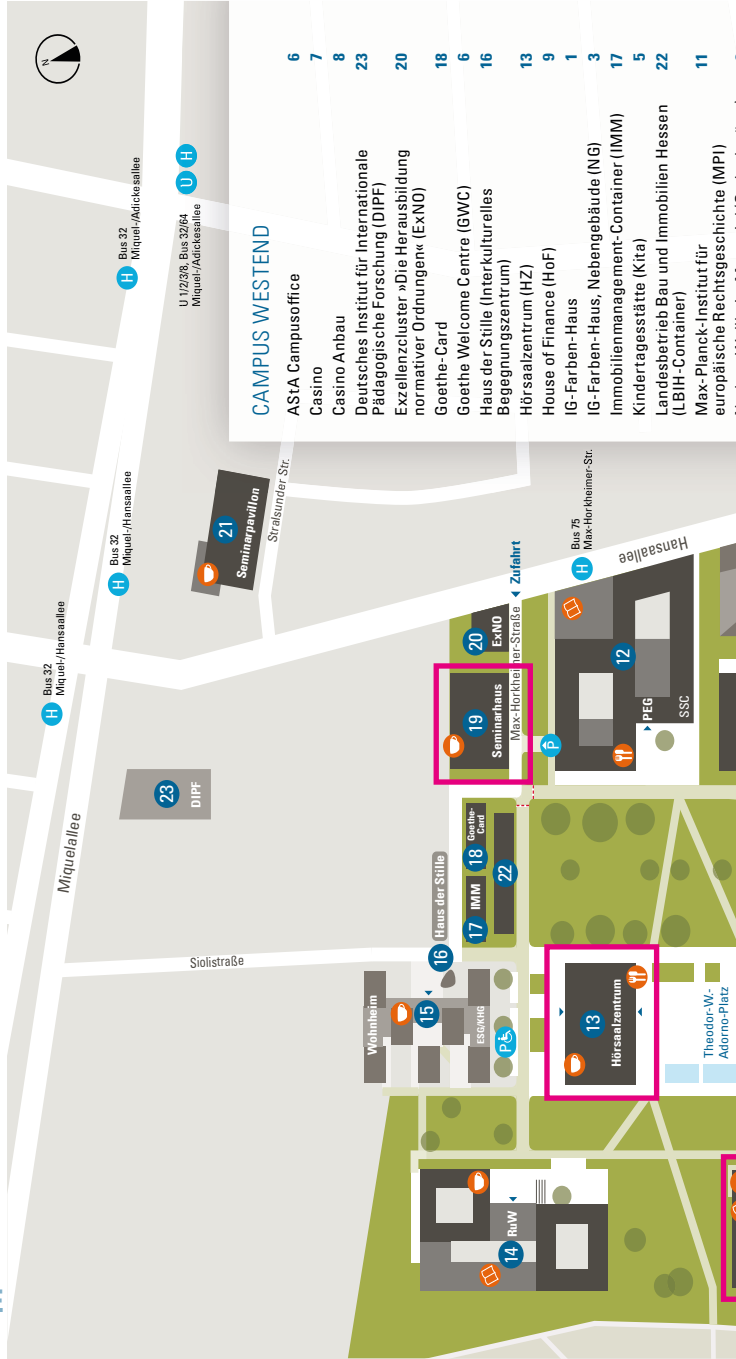 N
H
Bus 32
Miquel-/Adickesallee
U
H
U 1/2/3/8, Bus 32/64
Miquel-/Adickesallee
H
Bus 32
Miquel-/Hansaallee
H
Bus 32
Miquel-/Hansaallee
Miquelallee
Siolistraße
Stralsunder Str.
Hansaallee
H
Bus 75
Max-Horkheimer-Str.
Max-Horkheimer-Straße
Zufahrt
21
Seminarpavillon
23
DIPF
20
ExNO
19
Seminarhaus
18
Goethe-
Card
17
IMM
22
16
Haus der Stille
Wohnheim
15
ESG/KHG
P
P
12
PEG
SSC
13
Hörsaalzentrum
14
RuW
Theodor-W.-
Adorno-Platz
CAMPUS WESTEND
AStA Campusoffice 6
Casino 7
Casino Anbau 8
Deutsches Institut für Internationale 23
Pädagogische Forschung (DIPF)
Exzellenzcluster »Die Herausbildung 20
normativer Ordnungen« (ExNO)
Goethe-Card 18
Goethe Welcome Centre (GWC) 6
Haus der Stille (Interkulturelles 16
Begegnungszentrum)
Hörsaalzentrum (HZ) 13
House of Finance (HoF) 9
IG-Farben-Haus 1
IG-Farben-Haus, Nebengebäude (NG) 3
Immobilienmanagement-Container (IMM) 17
Kindertagesstätte (Kita) 5
Landesbetrieb Bau und Immobilien Hessen 22
(LBIH-Container)
Max-Planck-Institut für 11
europäische Rechtsgeschichte (MPI)